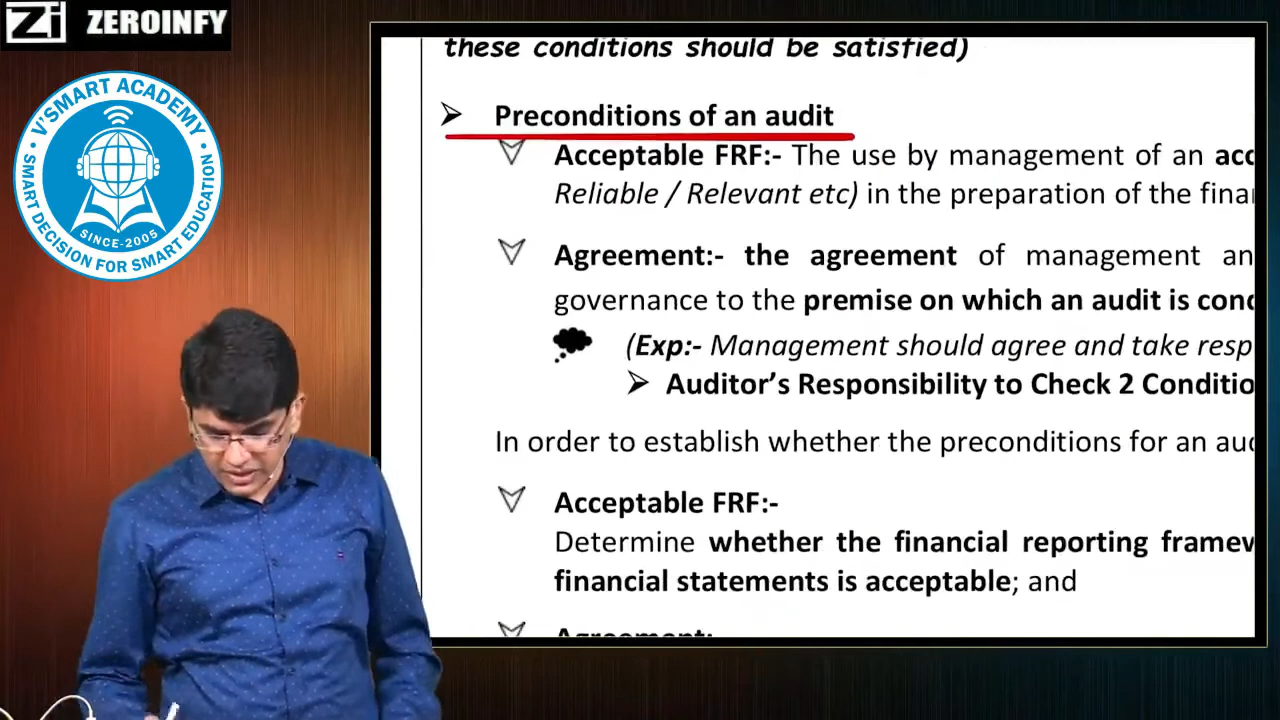 Zi ZEROINFY
V'SMART ACADEMY
SINCE-2005
SMART DECISION FOR SMART EDUCATION
these conditions should be satisfied)
➢ Preconditions of an audit
Acceptable FRF:- The use by management of an acc
Reliable / Relevant etc) in the preparation of the finan
Agreement:- the agreement of management an
governance to the premise on which an audit is cond
(Exp:- Management should agree and take resp
➢ Auditor's Responsibility to Check 2 Conditio
In order to establish whether the preconditions for an aud
Acceptable FRF:-
Determine whether the financial reporting framew
financial statements is acceptable; and
Agreement:-